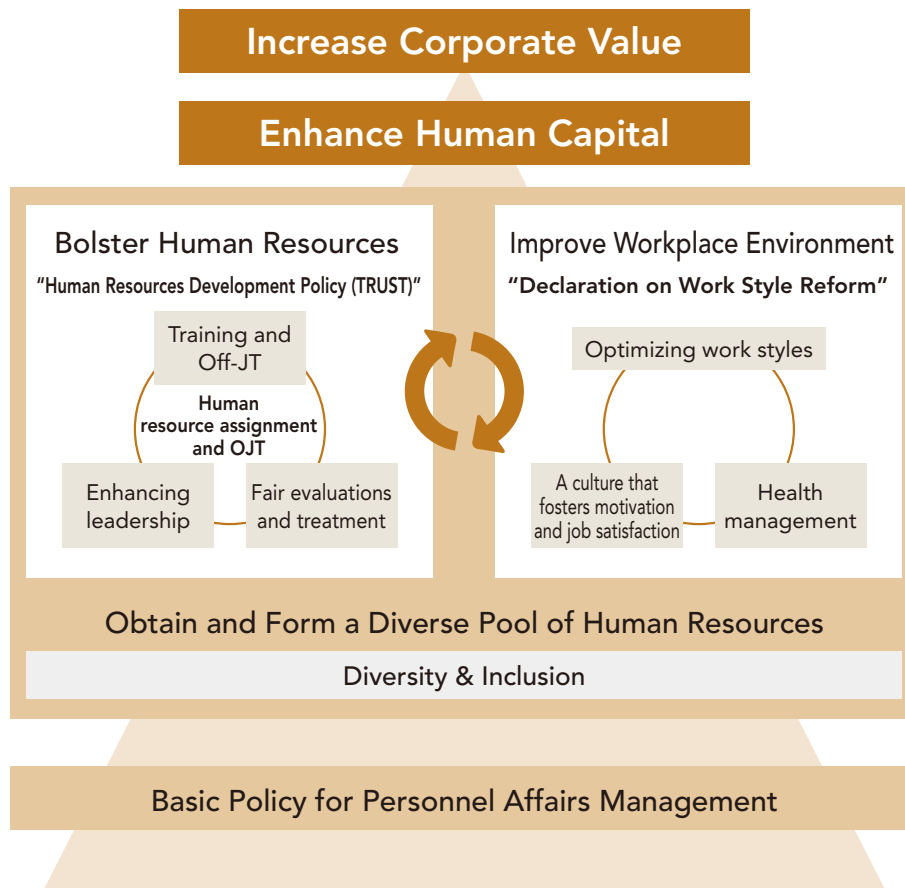 Increase Corporate Value
Enhance Human Capital
Bolster Human Resources
“Human Resources Development Policy (TRUST)”
Training and
Off-JT
Human
resource assignment
and OJT
Enhancing
leadership
Fair evaluations
and treatment
Improve Workplace Environment
“Declaration on Work Style Reform”
Optimizing work styles
A culture that
fosters motivation
and job satisfaction
Health
management
Obtain and Form a Diverse Pool of Human Resources
Diversity & Inclusion
Basic Policy for Personnel Affairs Management